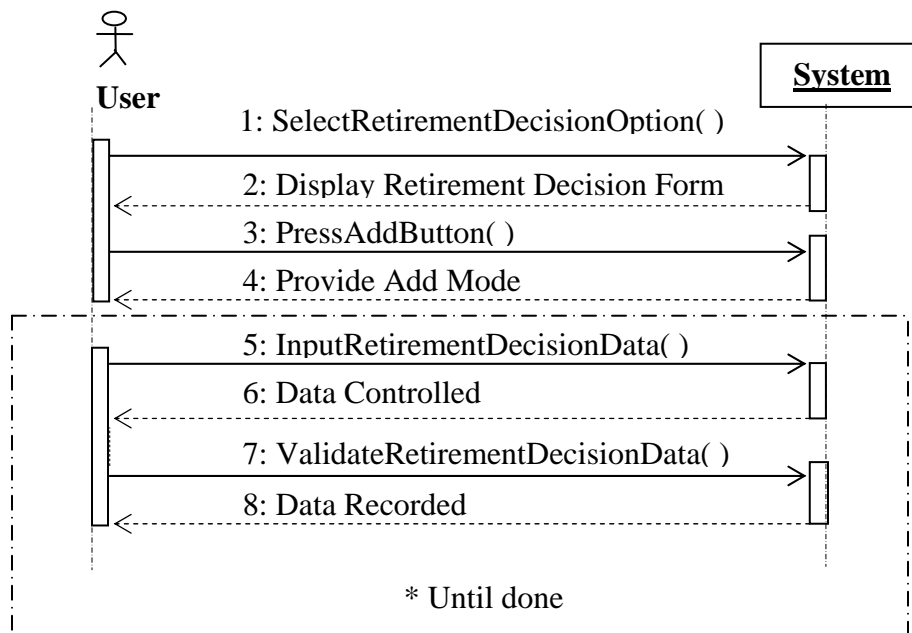 User
System
1: SelectRetirementDecisionOption( )
2: Display Retirement Decision Form
3: PressAddButton( )
4: Provide Add Mode
5: InputRetirementDecisionData( )
6: Data Controlled
7: ValidateRetirementDecisionData( )
8: Data Recorded
* Until done